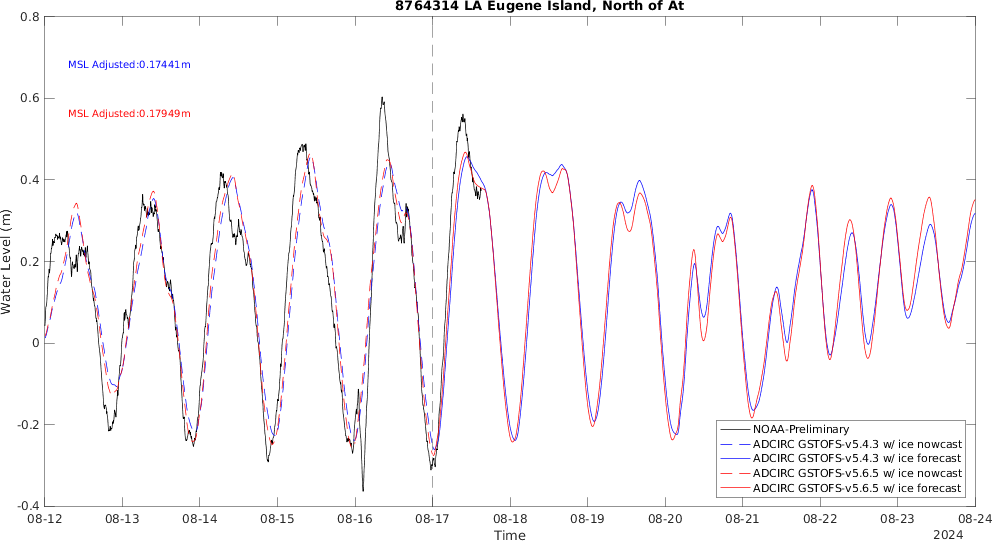 8764314 LA Eugene Island, North of At
0.8
0.6
0.4
0.2
0
-0.2
-0.4
Water Level (m)
MSL Adjusted:0.17441m
MSL Adjusted:0.17949m
NOAA-Preliminary
ADCIRC GSTOFS-v5.4.3 w/ ice nowcast
ADCIRC GSTOFS-v5.4.3 w/ ice forecast
ADCIRC GSTOFS-v5.6.5 w/ ice nowcast
ADCIRC GSTOFS-v5.6.5 w/ ice forecast
08-12 08-13 08-14 08-15 08-16 08-17 08-18 08-19 08-20 08-21 08-22 08-23 08-24
Time
2024